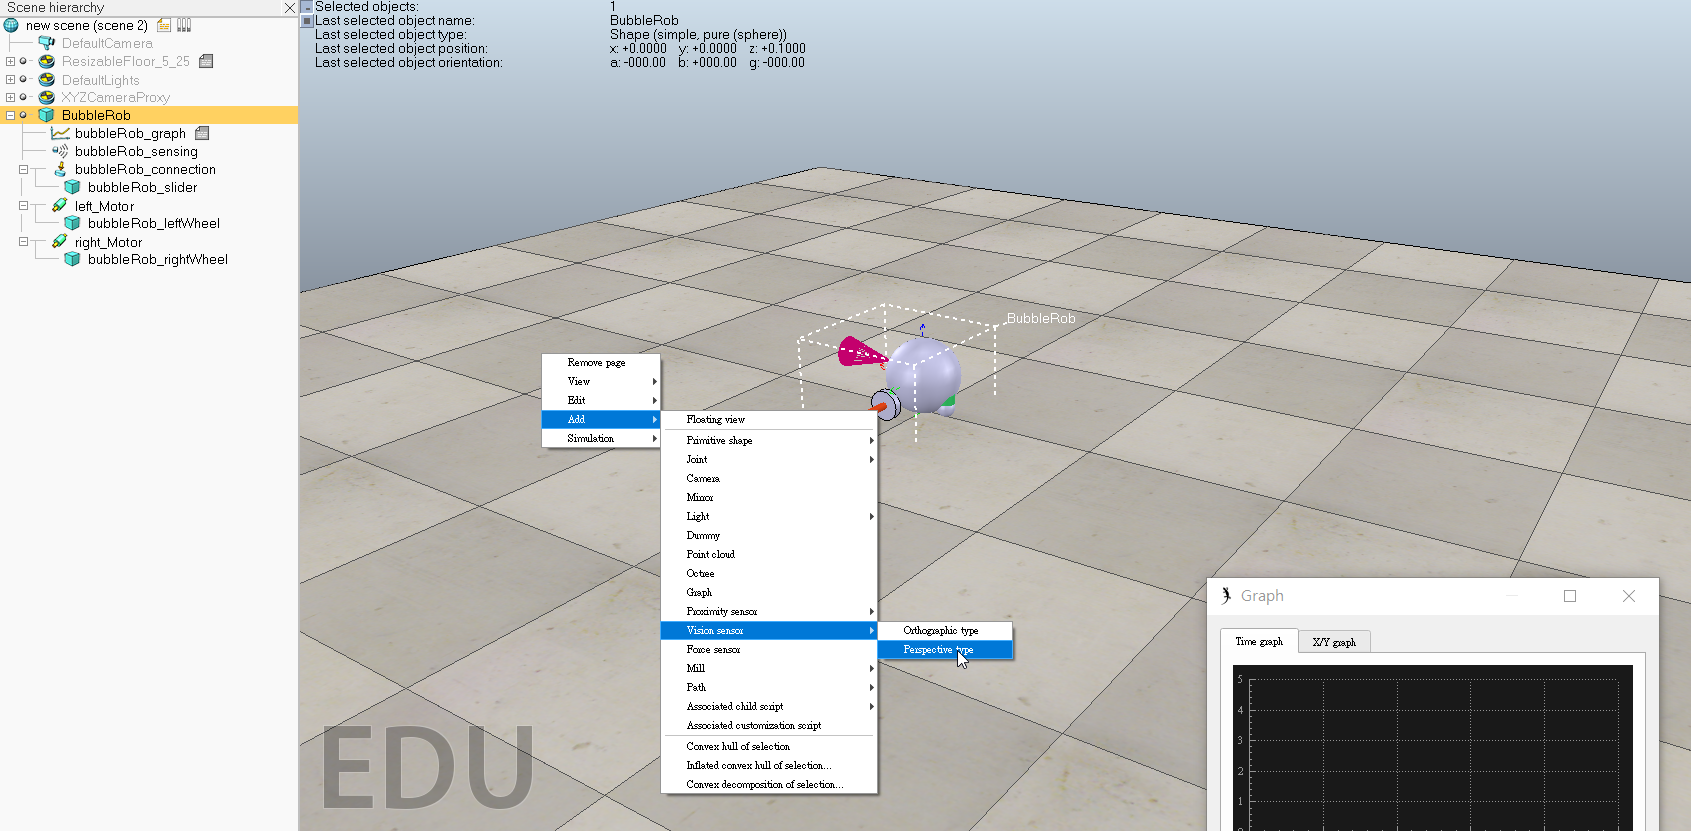 Scene hierarchy
new scene (scene 2)
DefaultCamera
ResizableFloor_5_25
DefaultLights
XYZCameraProxy
BubbleRob
bubbleRob_graph
bubbleRob_sensing
bubbleRob_connection
bubbleRob_slider
left_Motor
bubbleRob_leftWheel
right_Motor
bubbleRob_rightWheel
Selected objects: 1
Last selected object name: BubbleRob
Last selected object type: Shape (simple, pure (sphere))
Last selected object position: x: +0.0000 y: +0.0000 z: +0.1000
Last selected object orientation: a: -000.00 b: +000.00 g: -000.00
BubbleRob
Remove page
View
Edit
Add
Simulation
Floating view
Primitive shape
Joint
Camera
Mirror
Light
Dummy
Point cloud
Octree
Graph
Proximity sensor
Vision sensor
Force sensor
Mill
Path
Associated child script
Associated customization script
Convex hull of selection
Inflated convex hull of selection...
Convex decomposition of selection...
Orthographic type
Perspective type
EDU
Graph
Time graph
X/Y graph
5
4
3
2
1
0